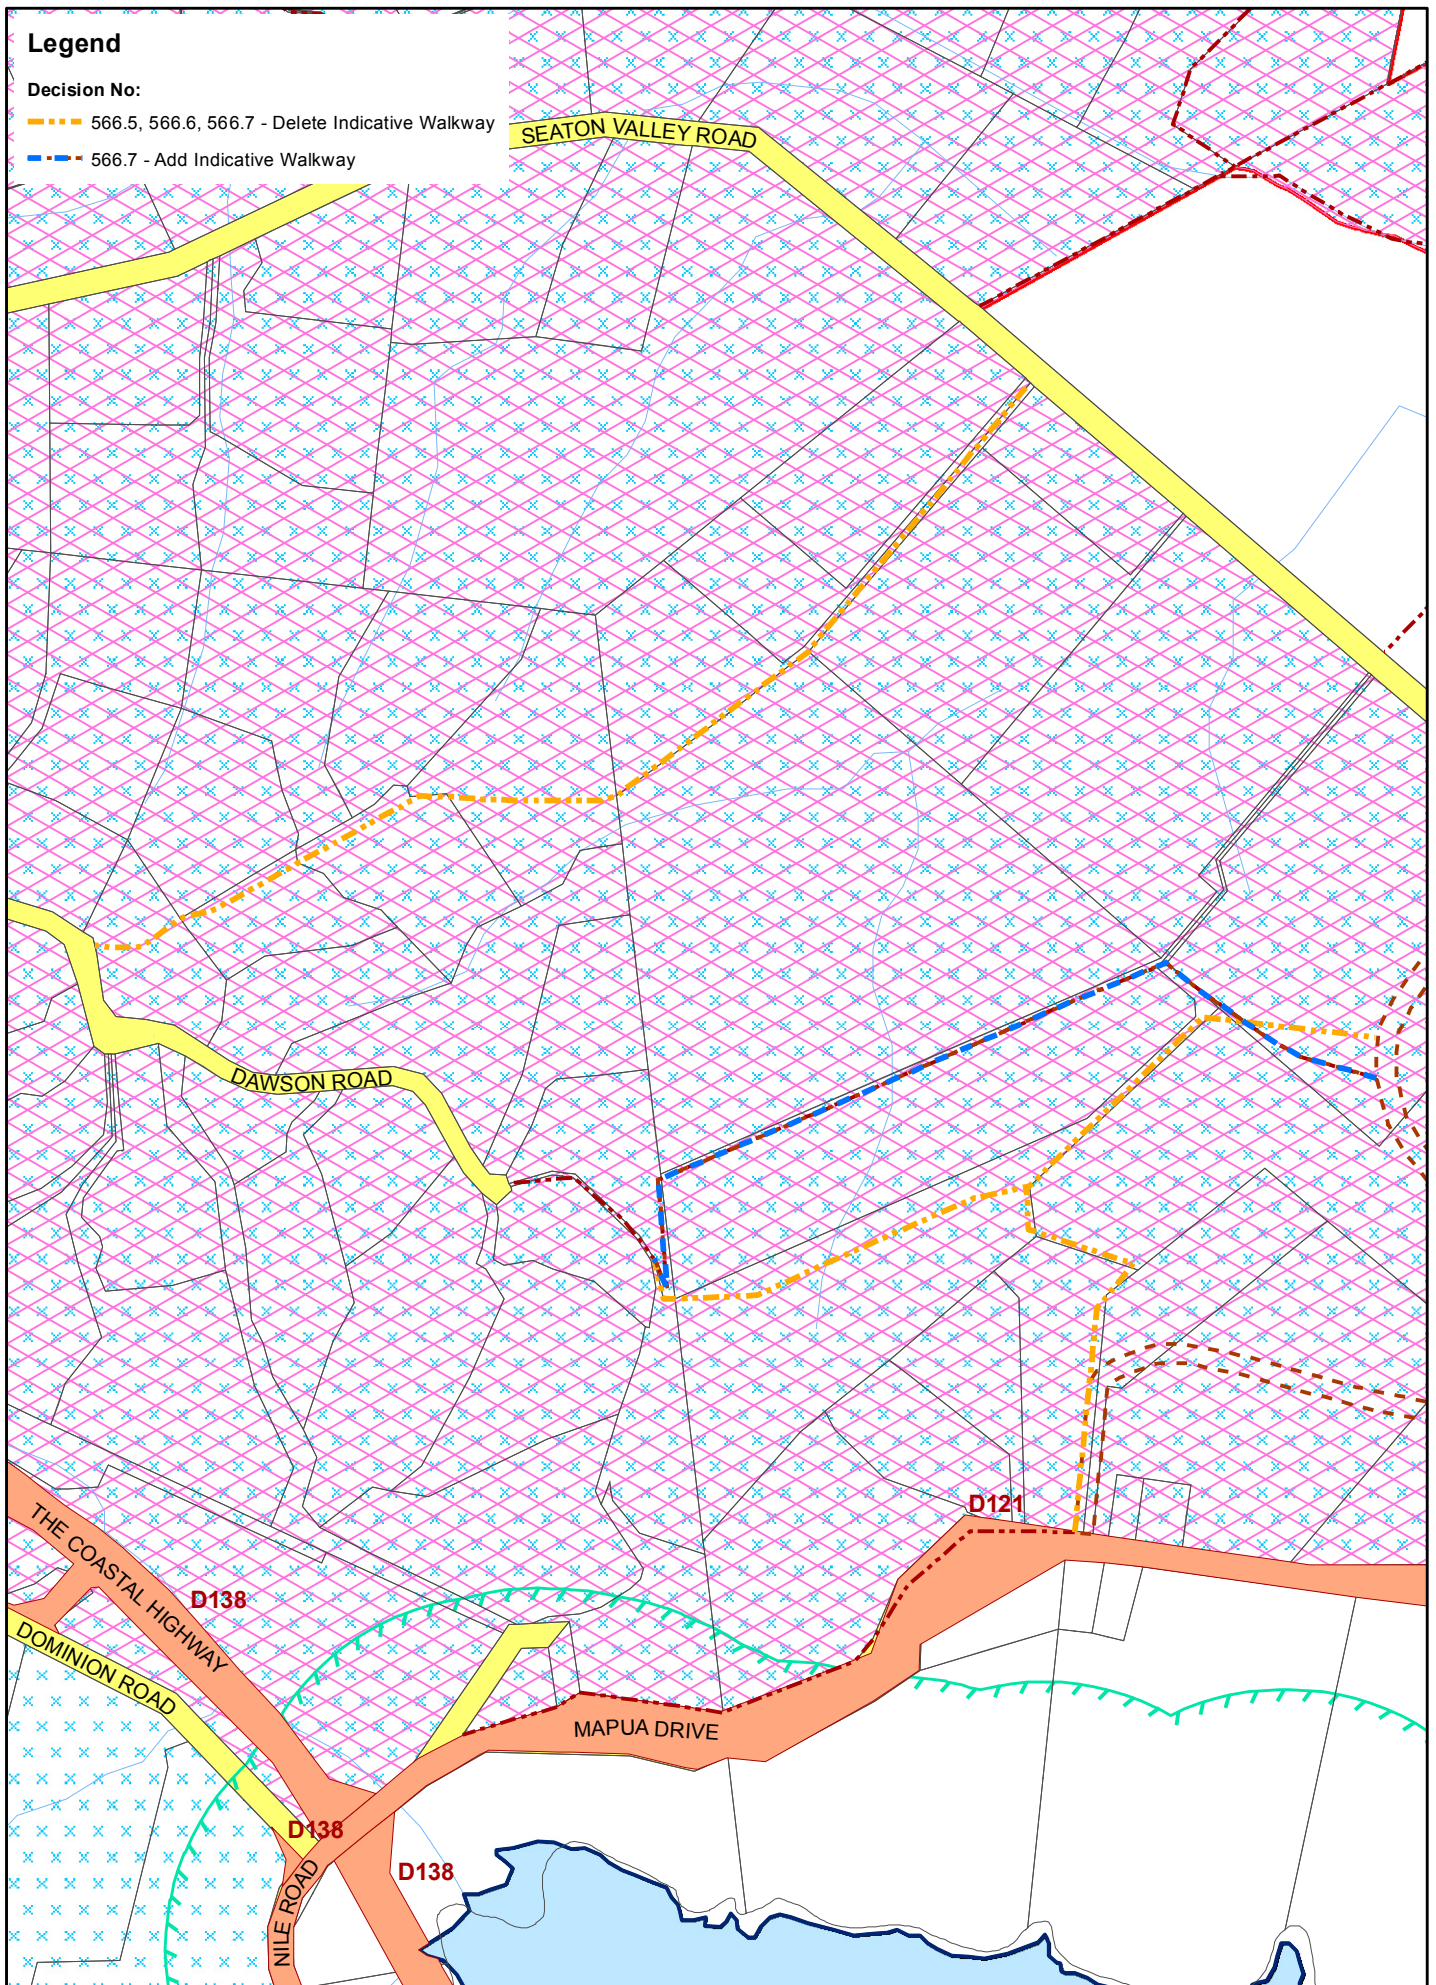 Legend
Decision No:
566.5, 566.6, 566.7 - Delete Indicative Walkway
566.7 - Add Indicative Walkway
SEATON VALLEY ROAD
DAWSON ROAD
D121
THE COASTAL HIGHWAY
D138
DOMINION ROAD
MAPUA DRIVE
D138
D138
NILE ROAD